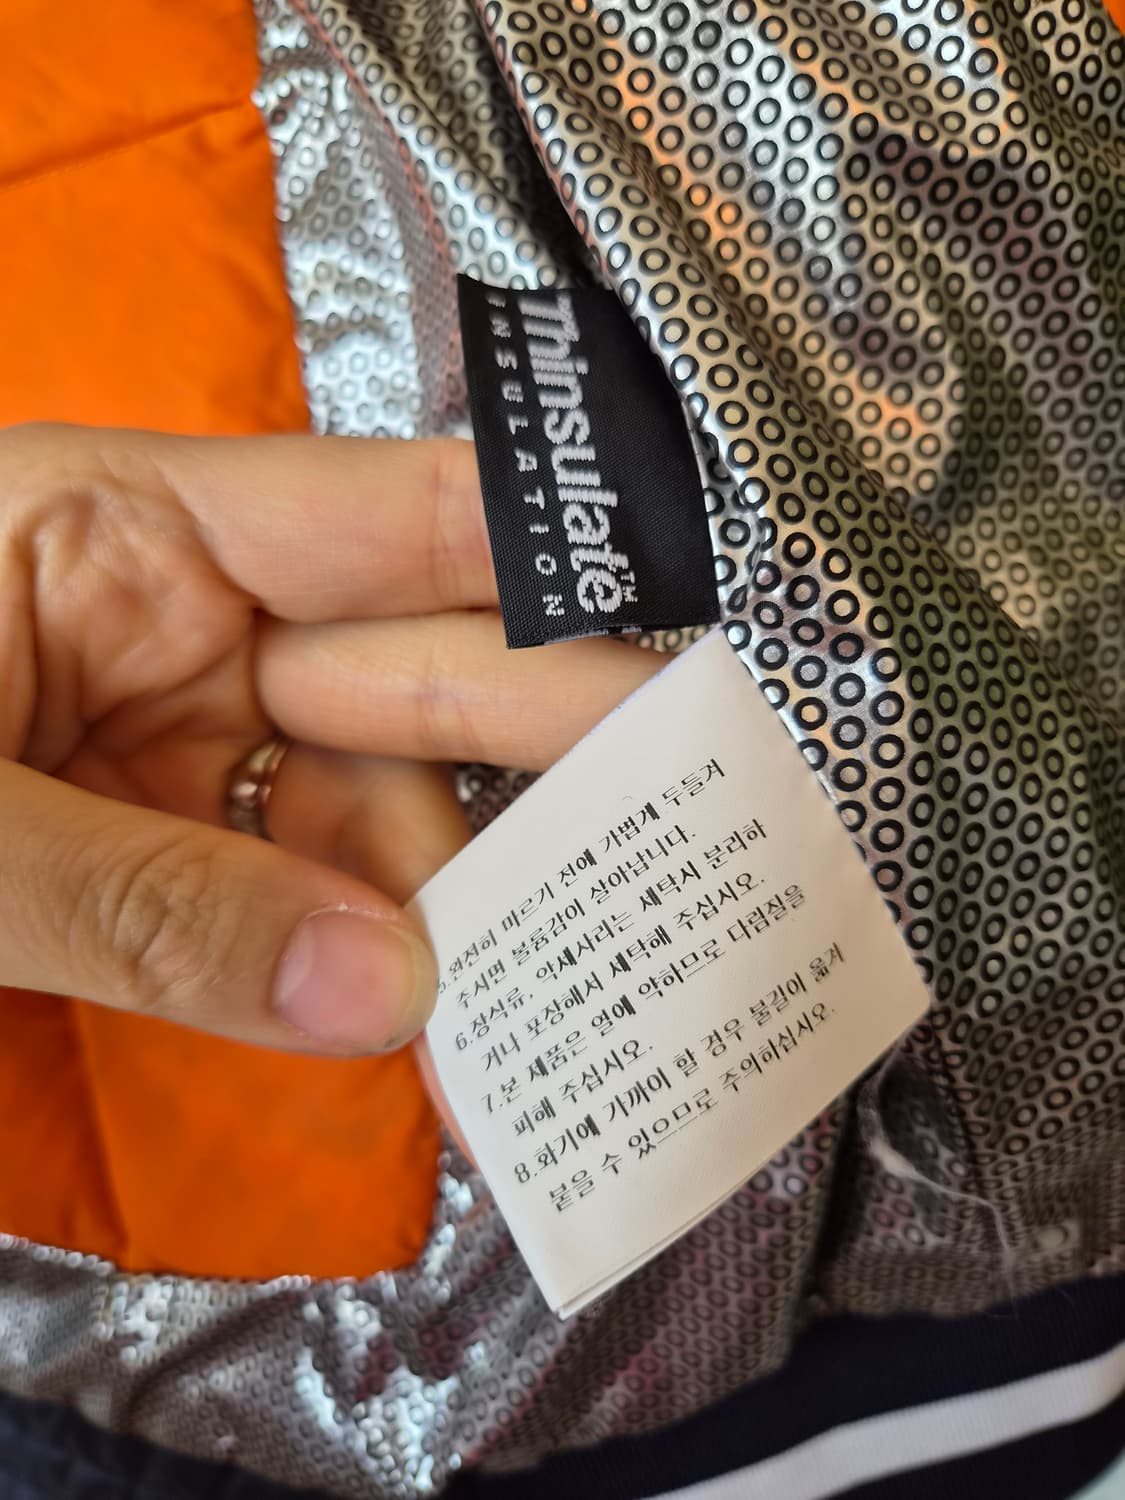 Thinsulate™
INSULATION
5.완전히 마르기 전에 가볍게 두들겨
주시면 볼륨감이 살아납니다.
6.장식류, 악세사리는 세탁시 분리하
거나 포장해서 세탁해 주십시오.
7.본 제품은 열에 약하므로 다림질을
피해 주십시오.
8.화기에 가까이 할 경우 불길이 옮겨
붙을 수 있으므로 주의하십시오.